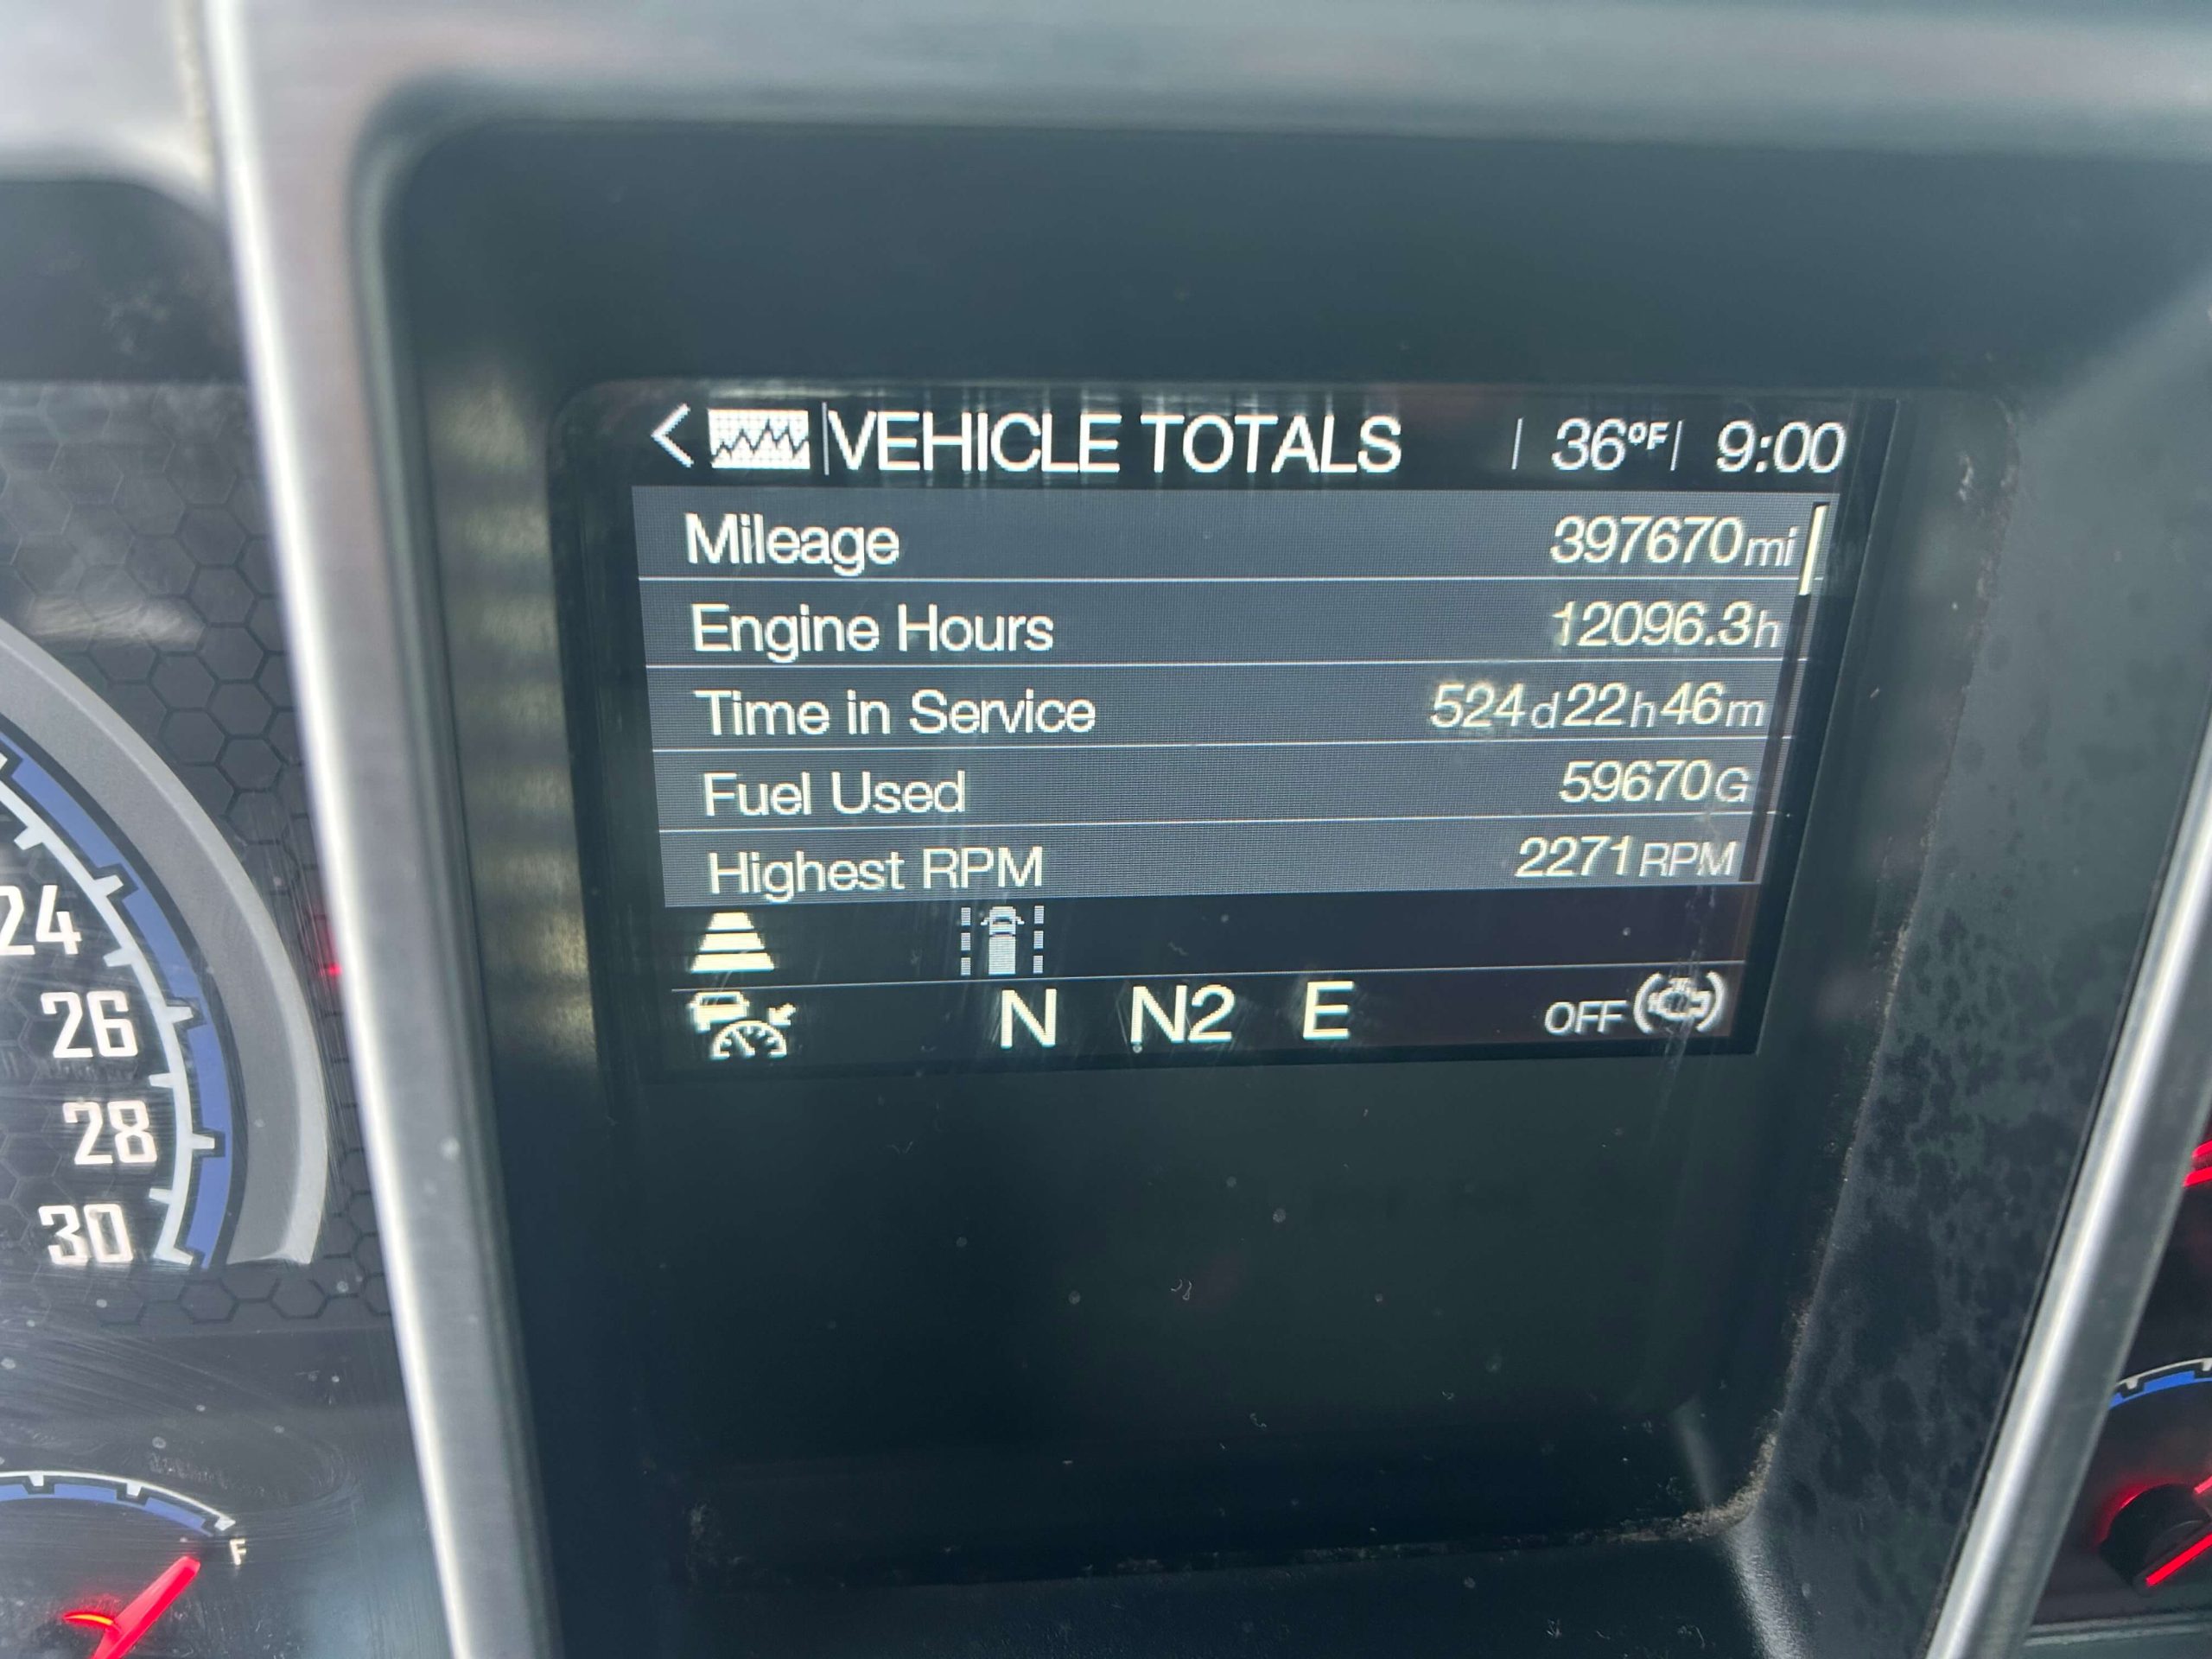 < VEHICLE TOTALS | 36°F | 9:00
Mileage 397670mi
Engine Hours 12096.3h
Time in Service 524d22h46m
Fuel Used 59670G
Highest RPM 2271RPM
N N2 E OFF
24
26
28
30
F